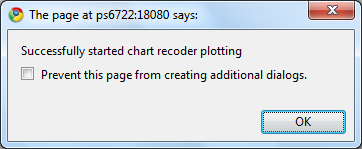 The page at ps6722:18080 says:
Successfully started chart recoder plotting
Prevent this page from creating additional dialogs.
OK